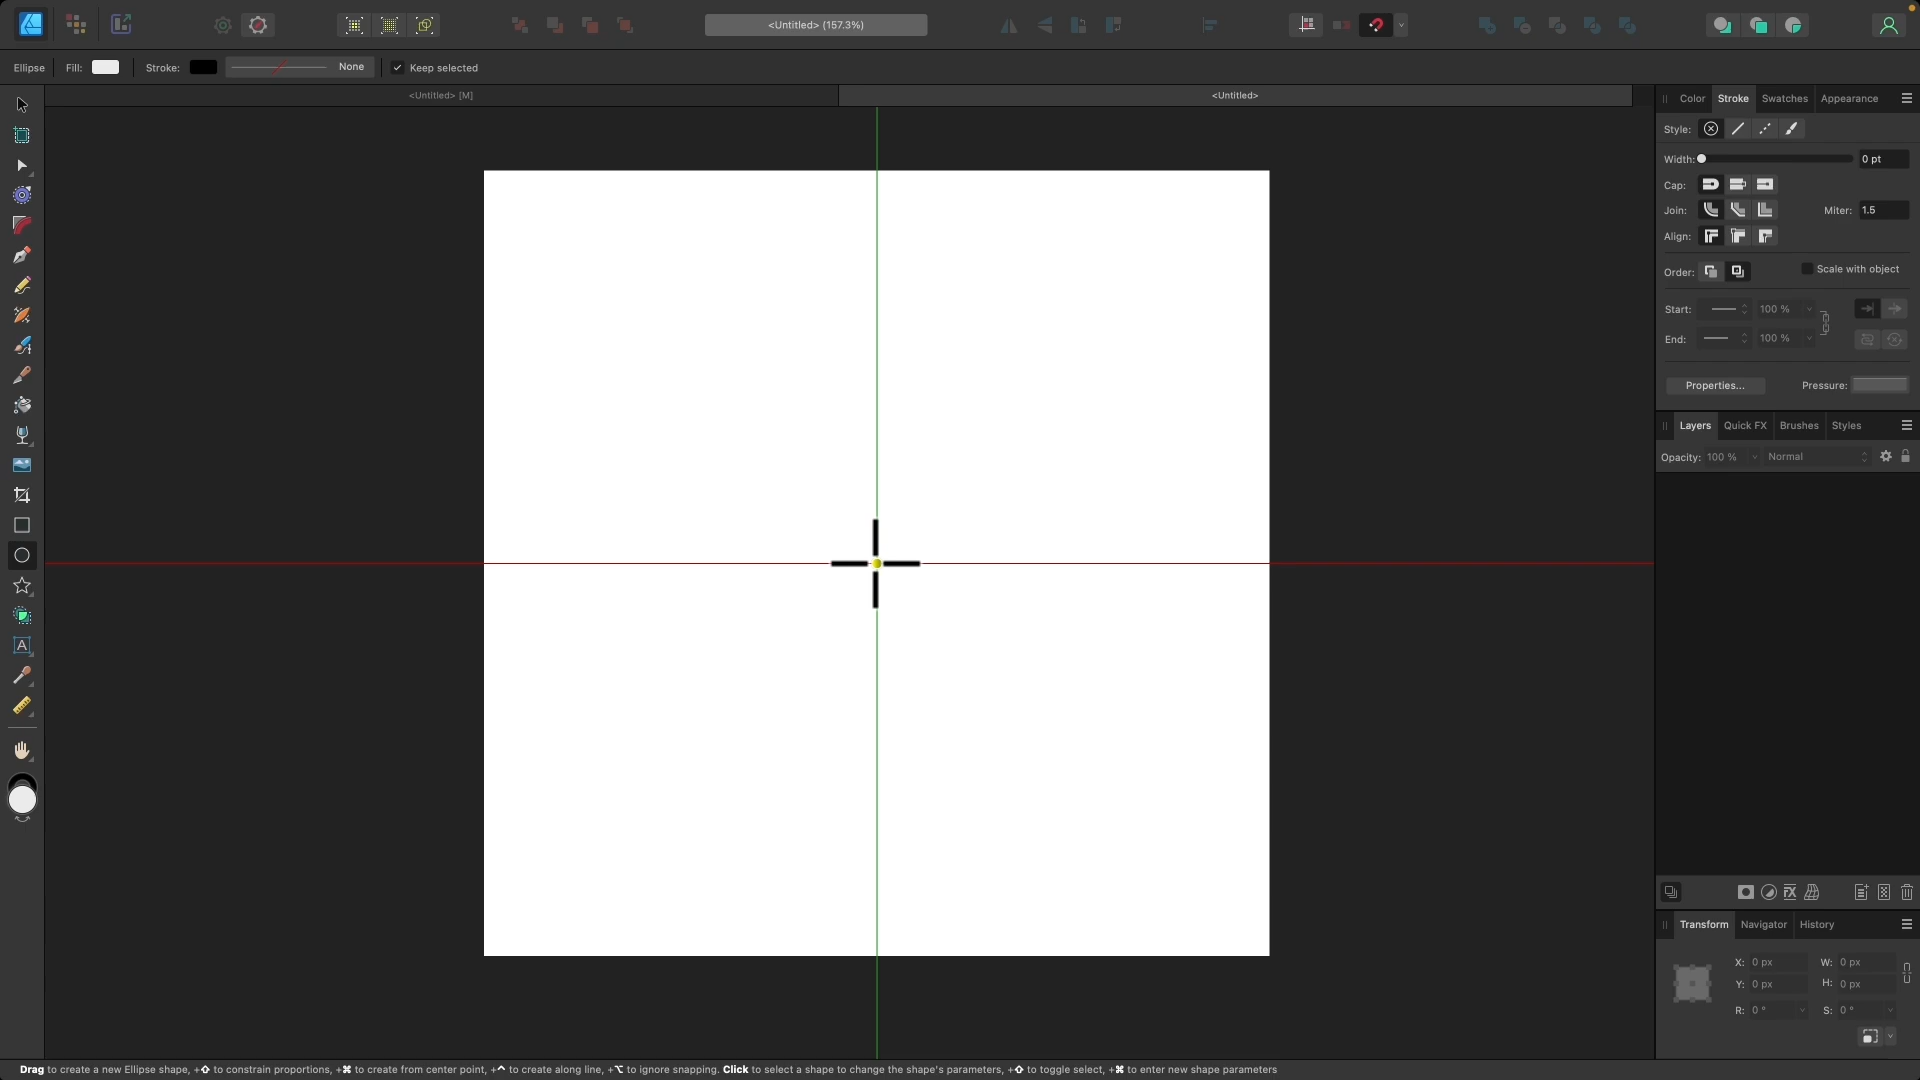 <Untitled> (157.3%)
Ellipse Fill: Stroke: None Keep selected
<Untitled> [M] <Untitled>
Color Stroke Swatches Appearance
Style:
Width: 0 pt
Cap:
Join: Miter: 1.5
Align:
Order: Scale with object
Start: 100 %
End: 100 %
Properties... Pressure:
Layers Quick FX Brushes Styles
Opacity: 100 % Normal
Transform Navigator History
X: 0 px W: 0 px
Y: 0 px H: 0 px
R: 0 ° S: 0 °
Drag to create a new Ellipse shape, +⇧ to constrain proportions, +⌘ to create from center point, +^ to create along line, +⌥ to ignore snapping. Click to select a shape to change the shape's parameters, +⇧ to toggle select, +⌘ to enter new shape parameters